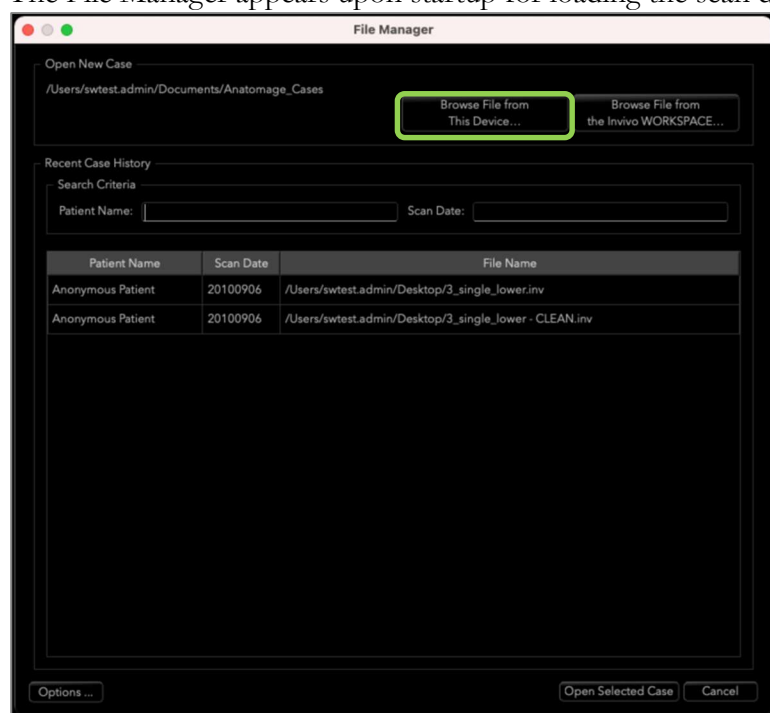 The File Manager appears upon startup for loading the scan
File Manager
Open New Case
/Users/swtest.admin/Documents/Anatomage_Cases
Browse File from
This Device...
Browse File from
the Invivo WORKSPACE...
Recent Case History
Search Criteria
Patient Name:
Scan Date:
Patient Name Scan Date File Name
Anonymous Patient 20100906 /Users/swtest.admin/Desktop/3_single_lower.inv
Anonymous Patient 20100906 /Users/swtest.admin/Desktop/3_single_lower - CLEAN.inv
Options ...
Open Selected Case
Cancel